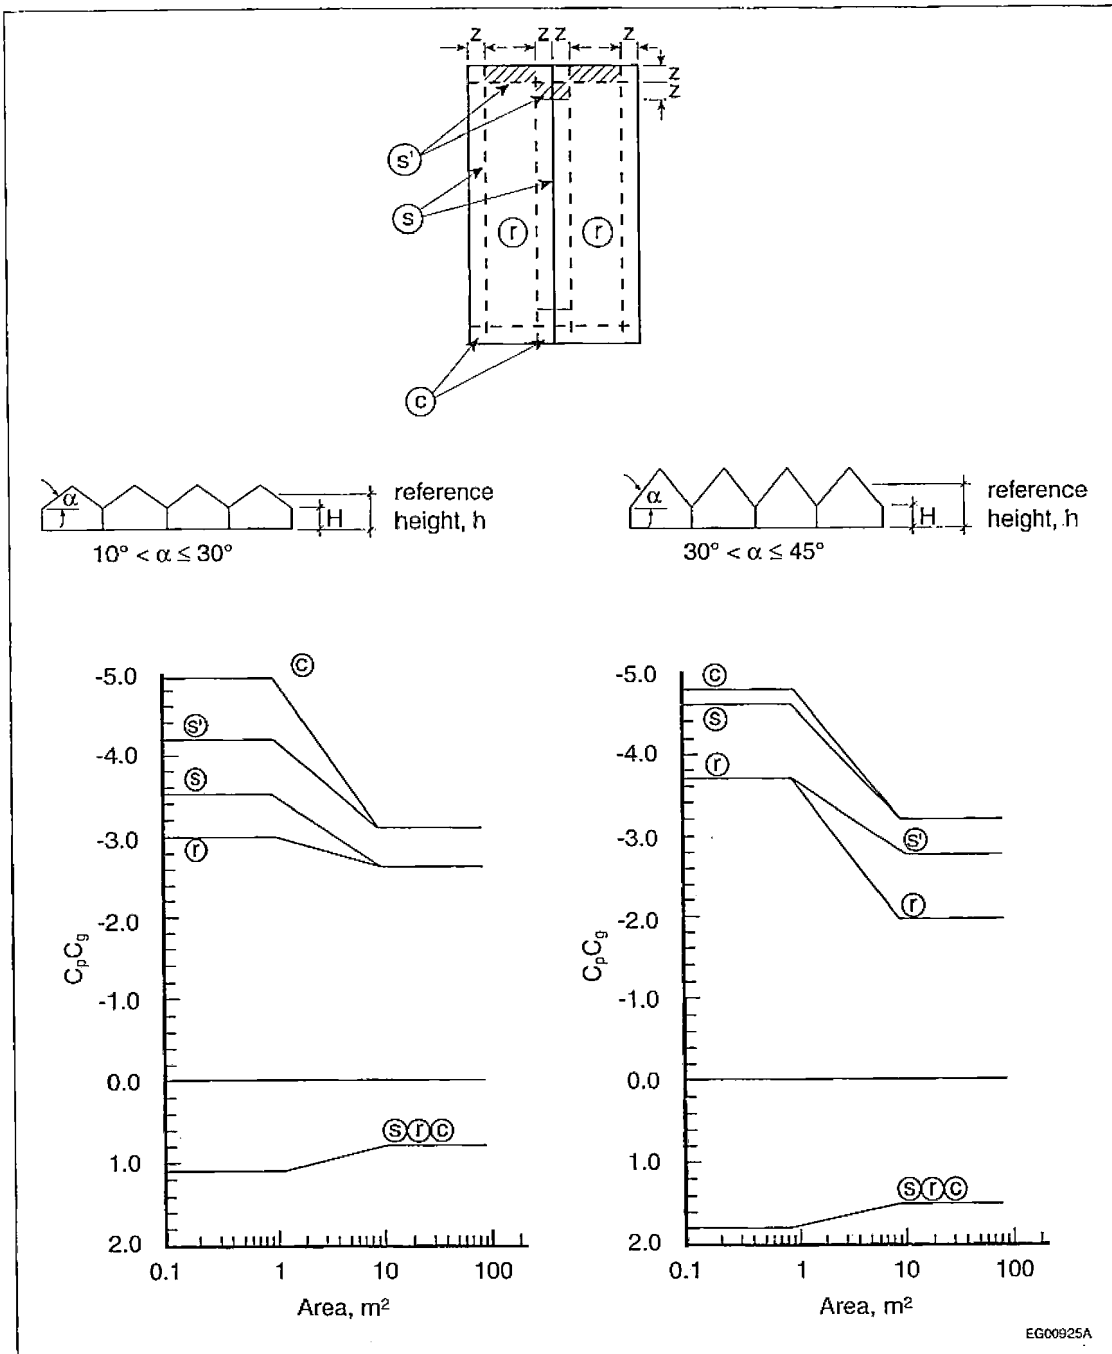 z z z z
z
z
s'
s
r r
c
α
H
reference
height, h
10° < α ≤ 30°
α
H
reference
height, h
30° < α ≤ 45°
-5.0
-4.0
-3.0
-2.0
-1.0
0.0
1.0
2.0
CpCg
c
s'
s
r
s r c
0.1 1 10 100
Area, m²
-5.0
-4.0
-3.0
-2.0
-1.0
0.0
1.0
2.0
CpCg
c
s
r
s'
r
s r c
0.1 1 10 100
Area, m²
EG00925A